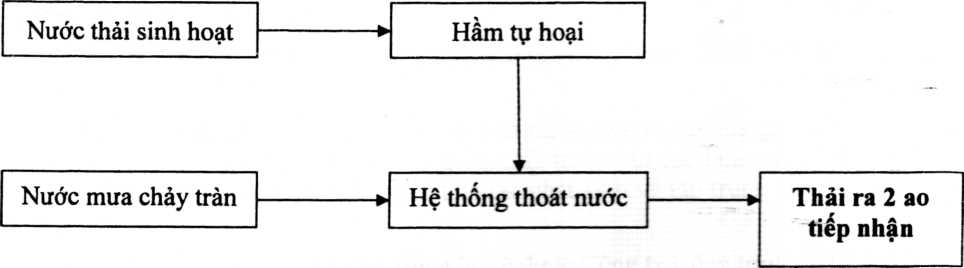 Nước thải sinh hoạt
Hầm tự hoại
Nước mưa chảy tràn
Hệ thống thoát nước
Thải ra 2 ao
tiếp nhận